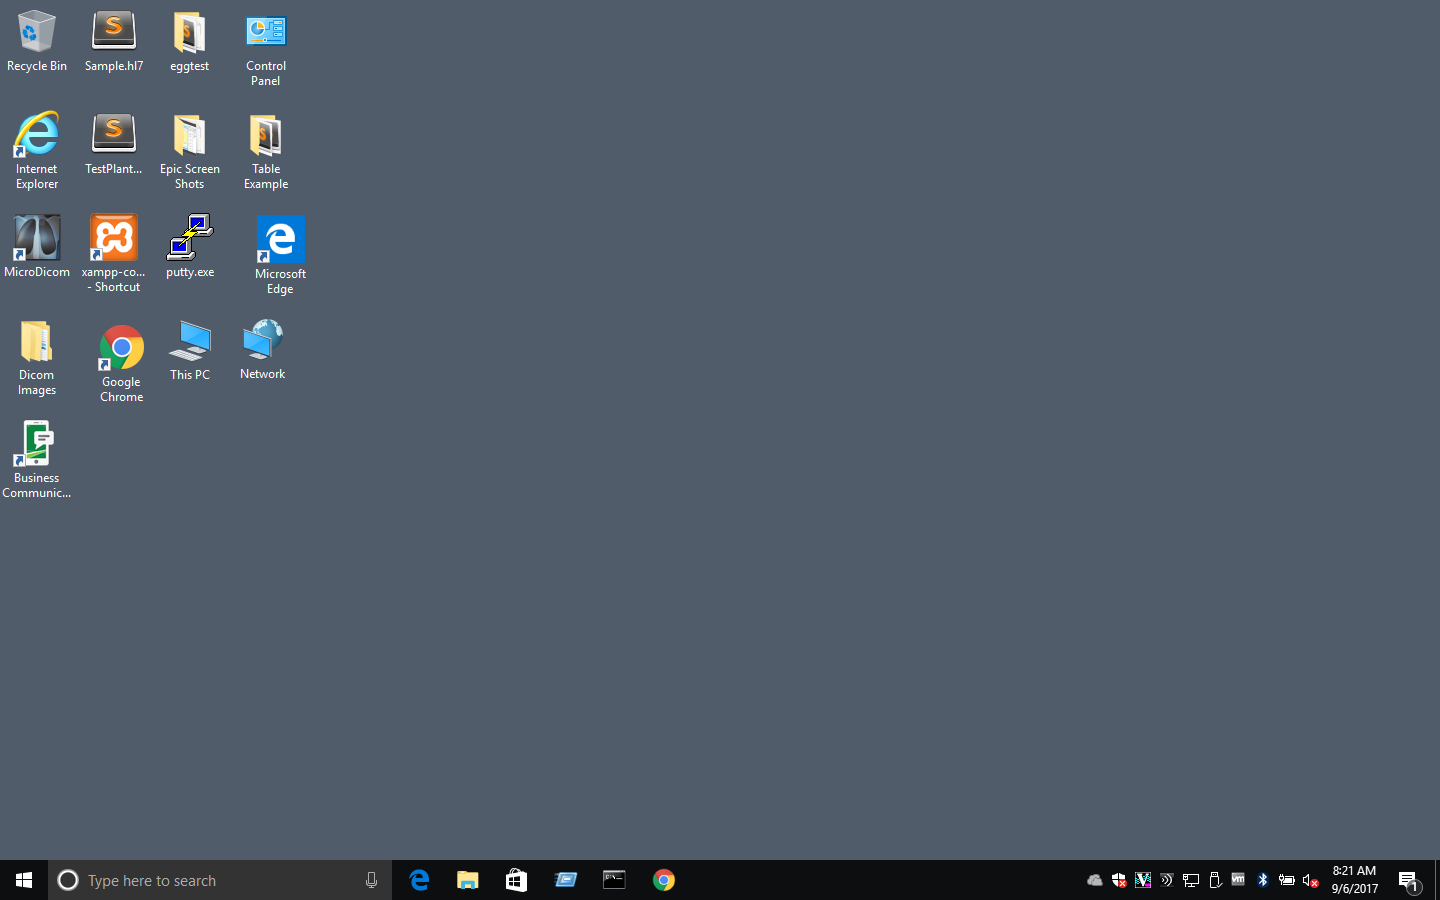 Recycle Bin
Sample.hl7
eggtest
Control
Panel
Internet
Explorer
TestPlant...
Epic Screen
Shots
Table
Example
MicroDicom
xampp-co...
- Shortcut
putty.exe
Microsoft
Edge
Dicom
Images
Google
Chrome
This PC
Network
Business
Communic...
Type here to search
8:21 AM
9/6/2017
1